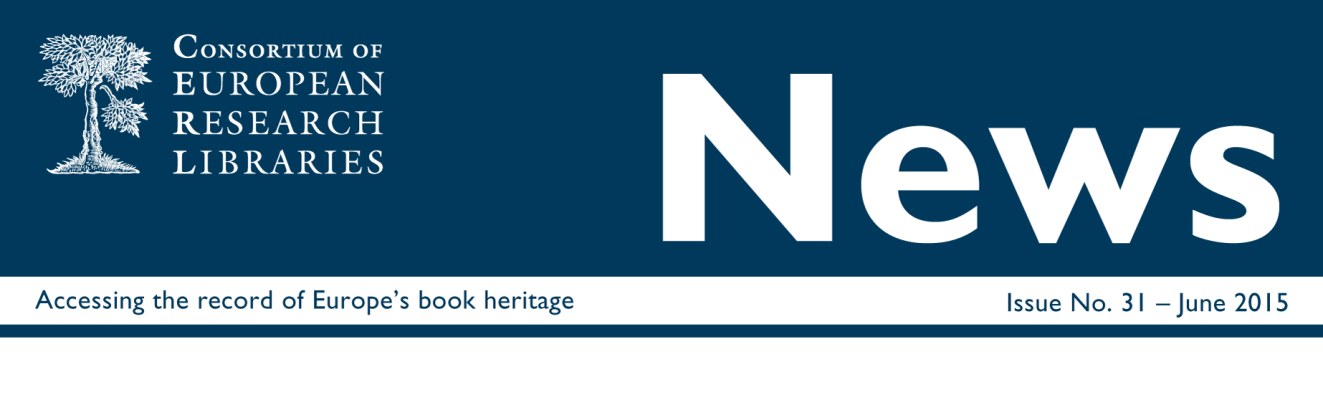 CONSORTIUM OF
EUROPEAN
RESEARCH
LIBRARIES
News
Accessing the record of Europe's book heritage
Issue No. 31 – June 2015